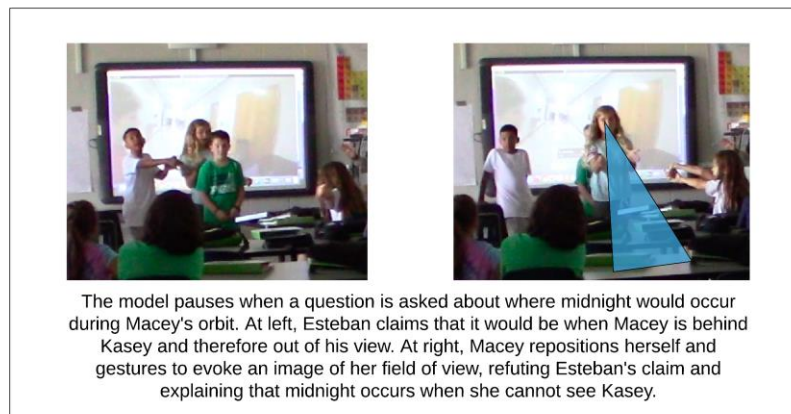 The model pauses when a question is asked about where midnight would occur
during Macey's orbit. At left, Esteban claims that it would be when Macey is behind
Kasey and therefore out of his view. At right, Macey repositions herself and
gestures to evoke an image of her field of view, refuting Esteban's claim and
explaining that midnight occurs when she cannot see Kasey.